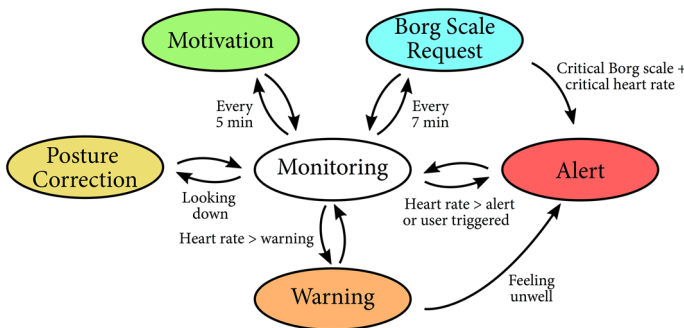 Motivation
Borg Scale
Request
Critical Borg scale +
critical heart rate
Every
5 min
Every
7 min
Posture
Correction
Monitoring
Alert
Looking
down
Heart rate > alert
or user triggered
Heart rate > warning
Feeling
unwell
Warning